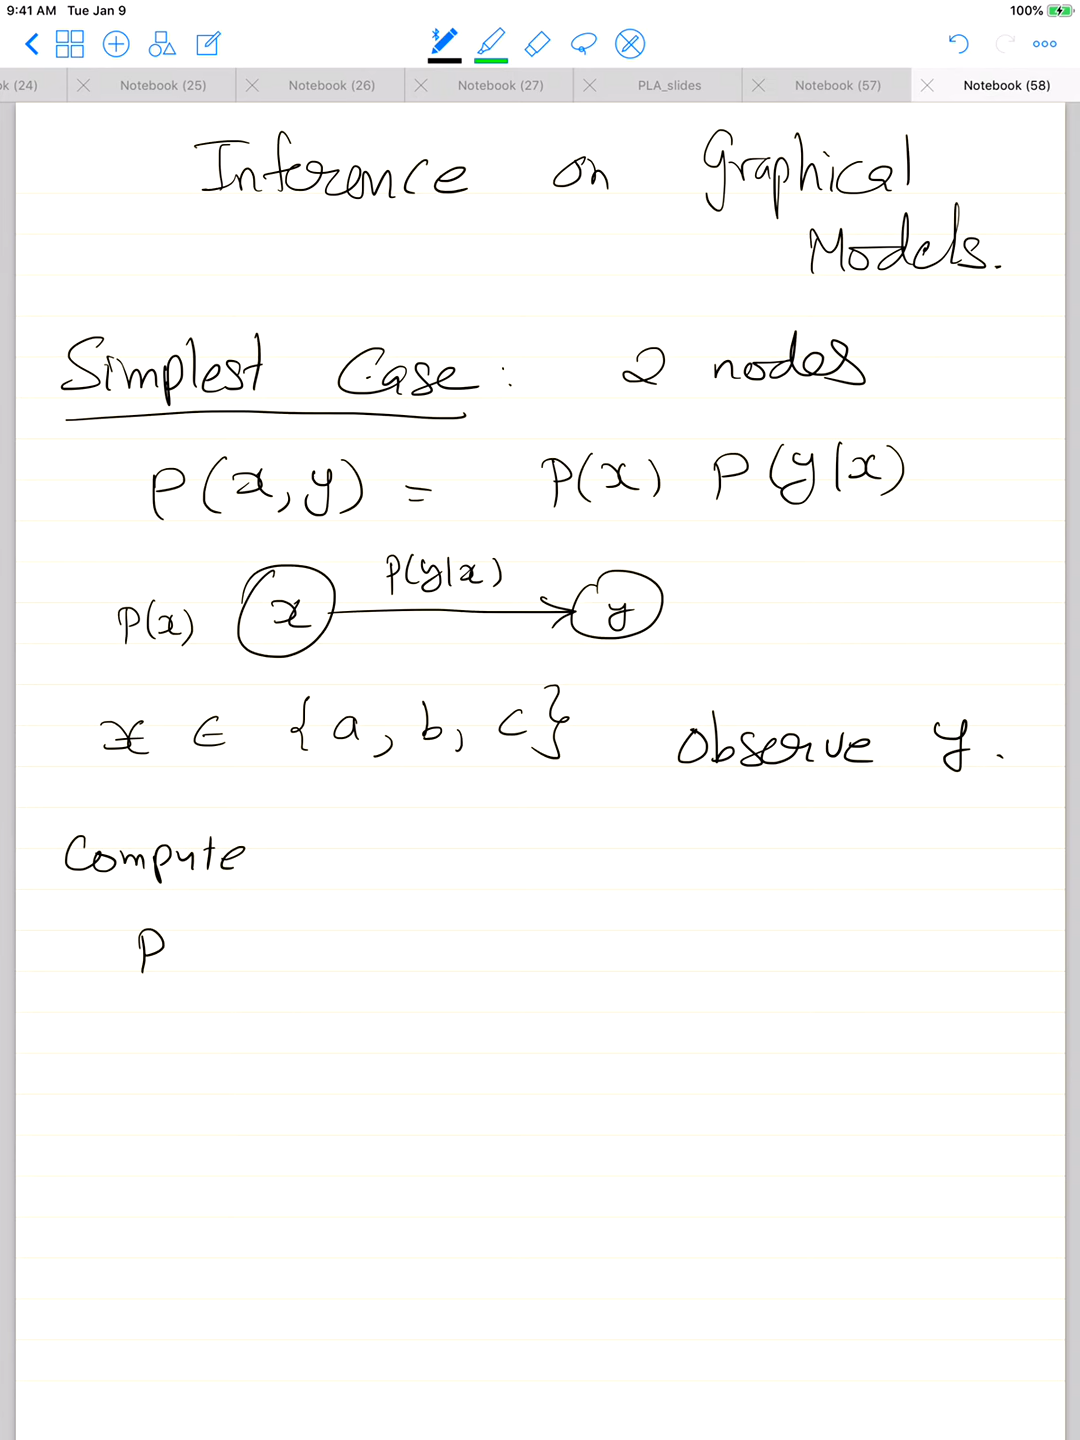 9:41 AM Tue Jan 9 100%
ok (24) Notebook (25) Notebook (26) Notebook (27) PLA_slides Notebook (57) Notebook (58)
Inference on Graphical
Models.
Simplest Case: 2 nodes
P(x,y) = P(x) P(y|x)
P(y|x)
P(x) x y
x ∈ {a, b, c} Observe y.
Compute
P